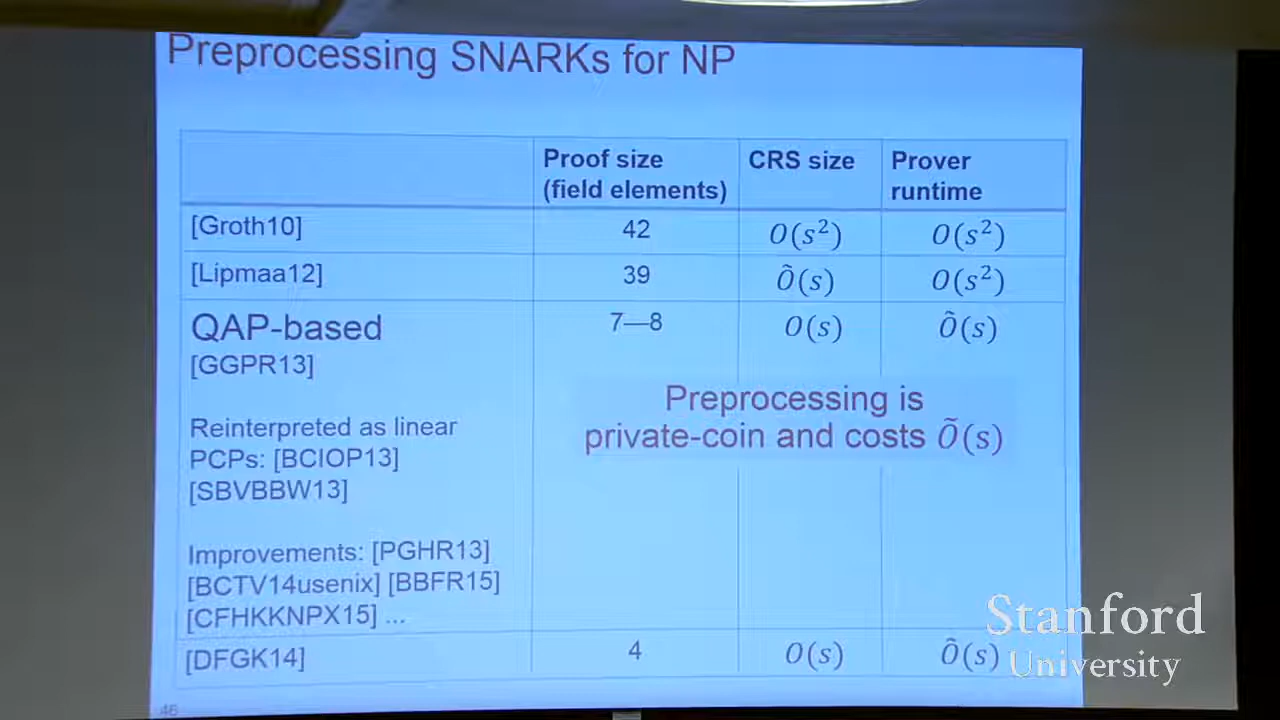 Preprocessing SNARKs for NP
Proof size
(field elements)
CRS size
Prover
runtime
[Groth10]
42
O(s²)
O(s²)
[Lipmaa12]
39
Õ(s)
O(s²)
QAP-based
[GGPR13]
7—8
O(s)
Õ(s)
Reinterpreted as linear
PCPs: [BCIOP13]
[SBVBBW13]
Preprocessing is
private-coin and costs Õ(s)
Improvements: [PGHR13]
[BCTV14usenix] [BBFR15]
[CFHKKNPX15] ...
[DFGK14]
4
O(s)
Õ(s)
46
Stanford
University